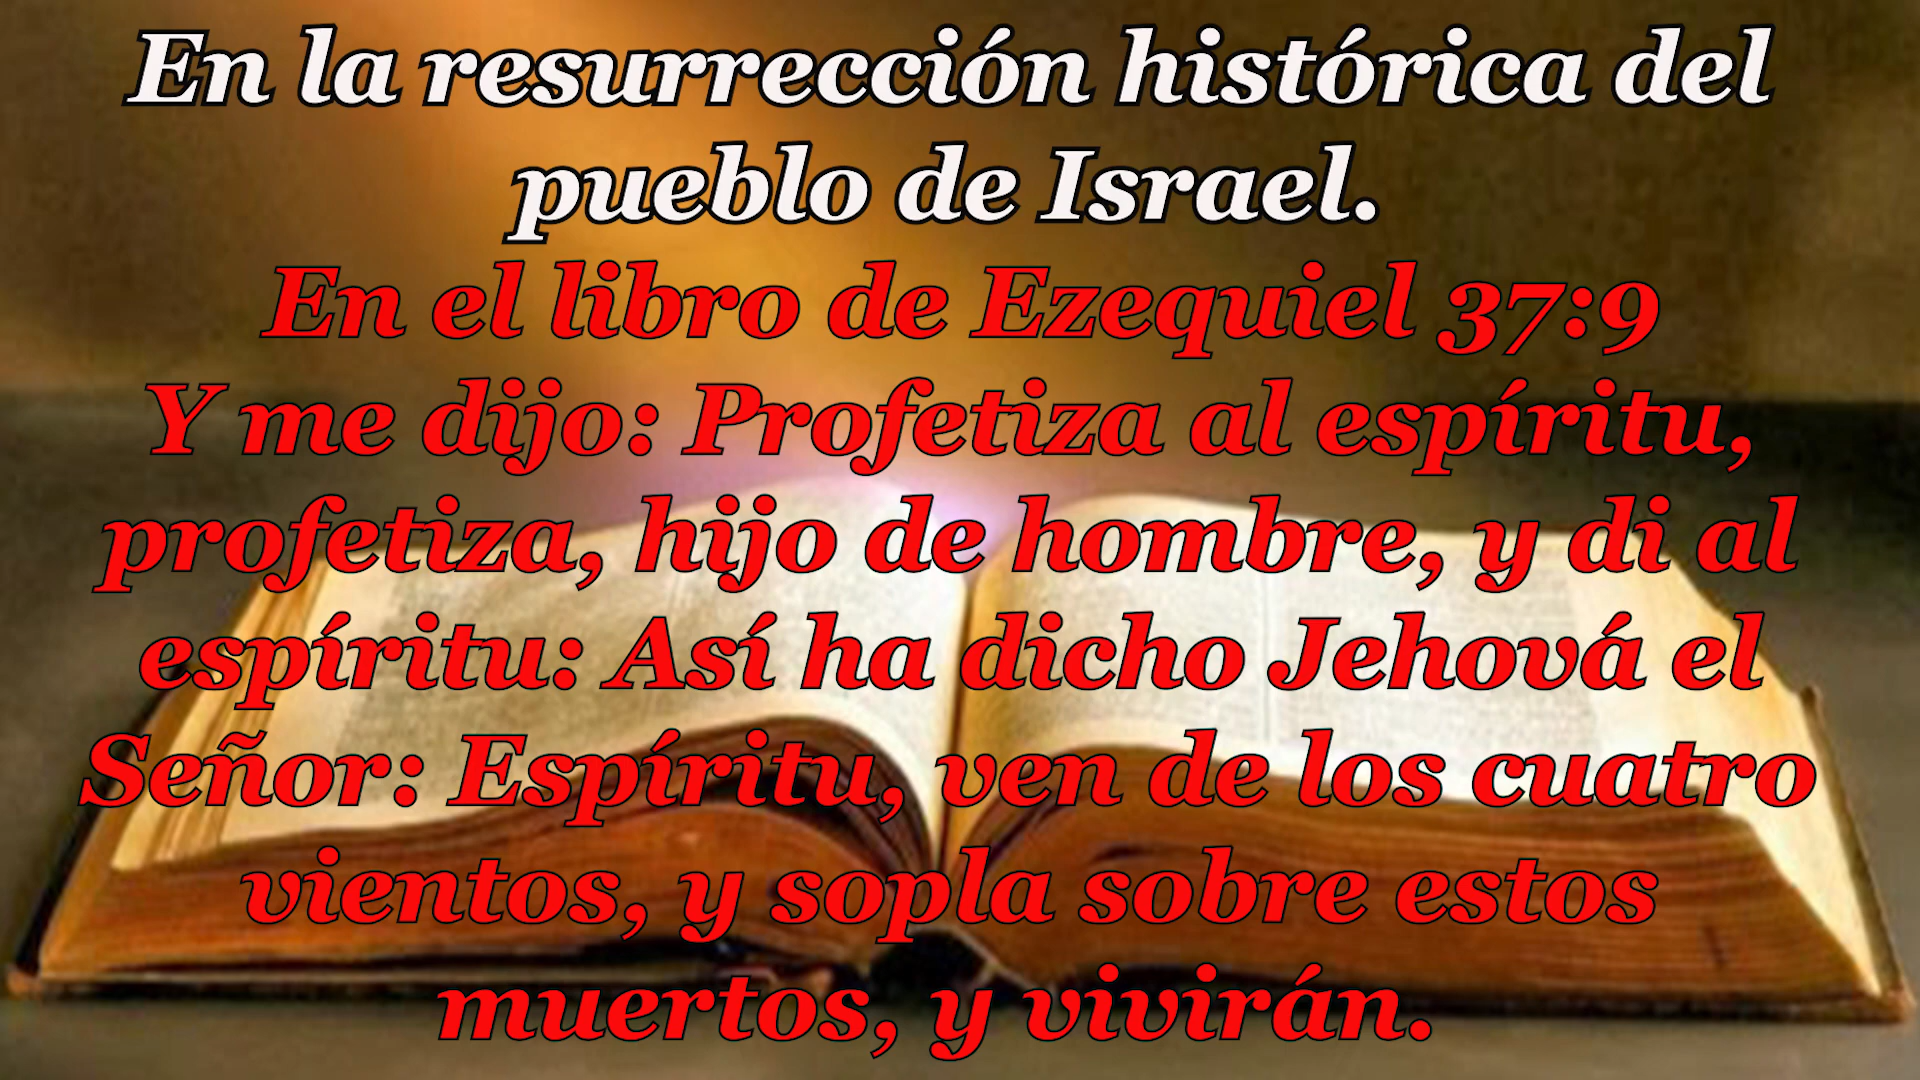 En la resurrección histórica del
pueblo de Israel.
En el libro de Ezequiel 37:9
Y me dijo: Profetiza al espíritu,
profetiza, hijo de hombre, y di al
espíritu: Así ha dicho Jehová el
Señor: Espíritu, ven de los cuatro
vientos, y sopla sobre estos
muertos, y vivirán.